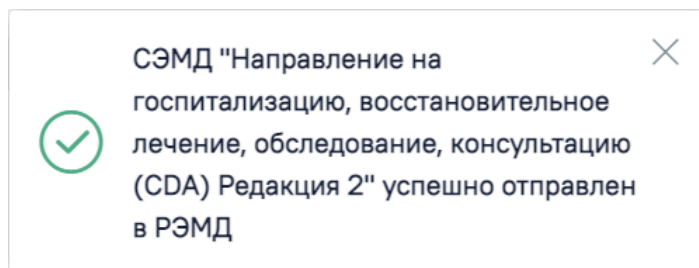 СЭМД "Направление на
госпитализацию, восстановительное
лечение, обследование, консультацию
(CDA) Редакция 2" успешно отправлен
в РЭМД